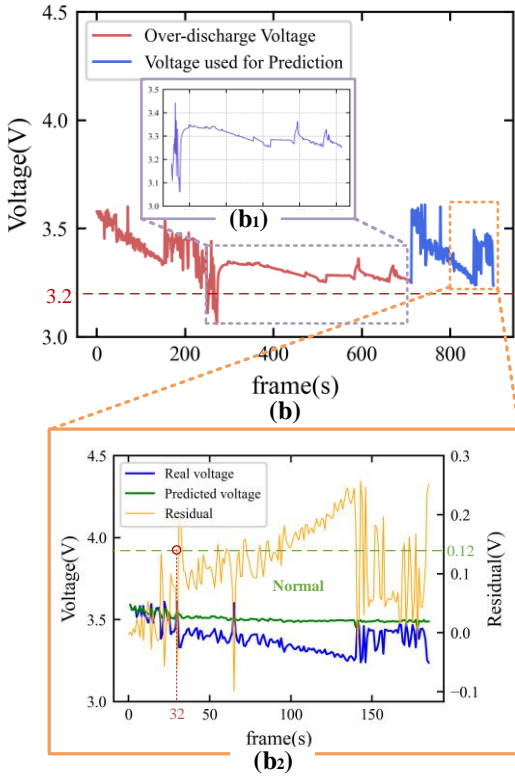 4.5
4.0
3.5
3.2
3.0
Voltage(V)
Over-discharge Voltage
Voltage used for Prediction
3.5
3.4
3.3
3.2
3.1
(b1)
0
200
400
600
800
frame(s)
(b)
4.5
4.0
3.5
3.0
Voltage(V)
Real voltage
Predicted voltage
Residual
Normal
0.3
0.2
0.12
0.1
0.0
−0.1
Residual(V)
0
32
50
100
150
frame(s)
(b2)